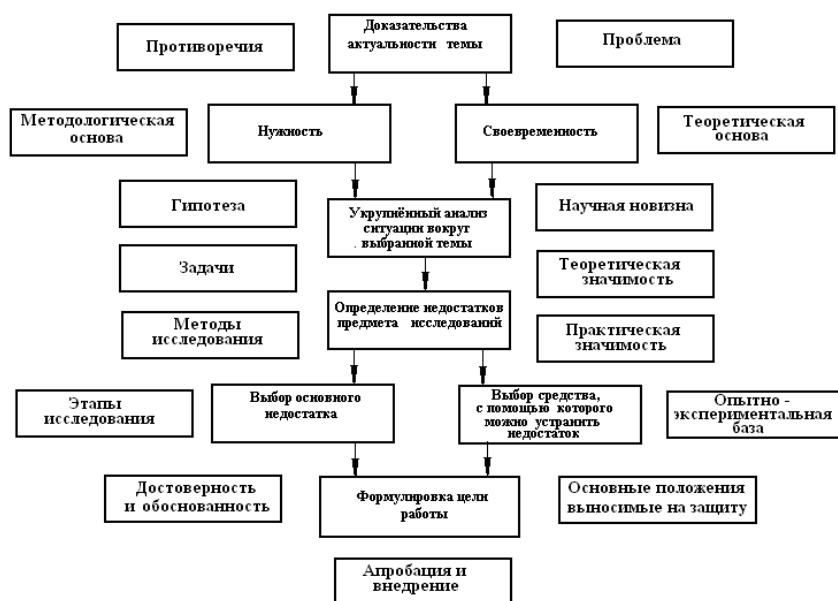 Доказательства
актуальности темы
Противоречия
Проблема
Методологическая
основа
Нужность
Своевременность
Теоретическая
основа
Гипотеза
Укрупнённый анализ
ситуации вокруг
. выбранной темы
Научная новизна
Задачи
Теоретическая
значимость
Определение недостатков
предмета исследований
Методы
исследования
Практическая
значимость
Этапы
исследования
Выбор основного
недостатка
Выбор средства,
с помощью которого
можно устранить
недостаток
Опытно -
экспериментальная
база
Достоверность
и обоснованность
Формулировка цели
работы
Основные положения
выносимые на защиту
Апробация и
внедрение